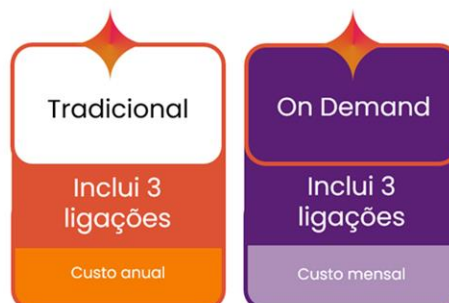 Tradicional
Inclui 3
ligações
Custo anual
On Demand
Inclui 3
ligações
Custo mensal